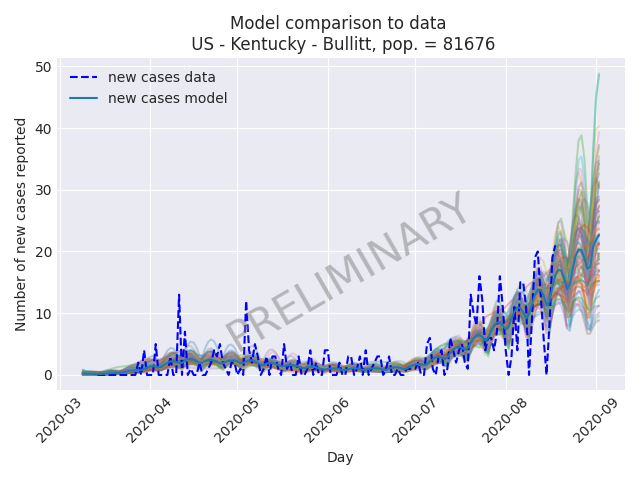 Model comparison to data
US - Kentucky - Bullitt, pop. = 81676
new cases data
new cases model
Number of new cases reported
50
40
30
20
10
0
PRELIMINARY
2020-03
2020-04
2020-05
2020-06
2020-07
2020-08
2020-09
Day